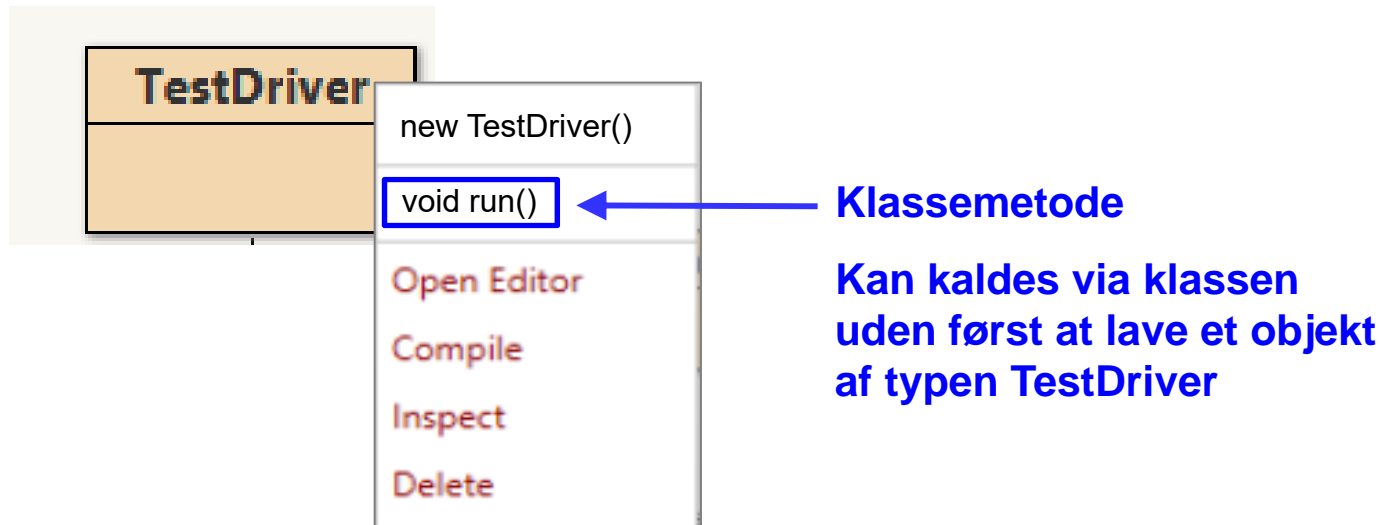 TestDriver
new TestDriver()
void run()
Open Editor
Compile
Inspect
Delete
Klassemetode
Kan kaldes via klassen
uden først at lave et objekt
af typen TestDriver